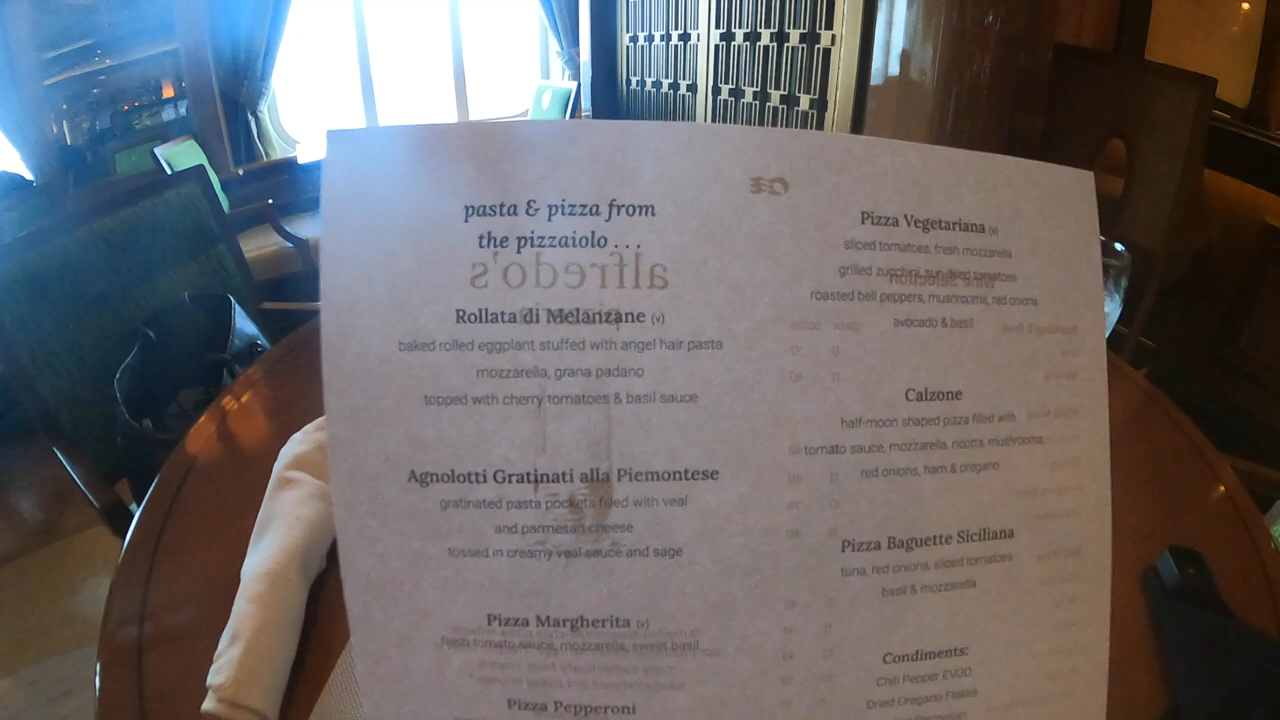 pasta & pizza from
the pizzaiolo . . .
alfredo's
Rollata di Melanzane (v)
baked rolled eggplant stuffed with angel hair pasta
mozzarella, grana padano
topped with cherry tomatoes & basil sauce
Agnolotti Gratinati alla Piemontese
gratinated pasta pockets filled with veal
and parmesan cheese
tossed in creamy veal sauce and sage
Pizza Margherita (v)
fresh tomato sauce, mozzarella, sweet basil
Pizza Pepperoni
Pizza Vegetariana (v)
sliced tomatoes, fresh mozzarella
grilled zucchini, sun-dried tomatoes
roasted bell peppers, mushrooms, red onions
avocado & basil
Calzone
half-moon shaped pizza filled with
tomato sauce, mozzarella, ricotta, mushrooms
red onions, ham & oregano
Pizza Baguette Siciliana
tuna, red onions, sliced tomatoes
basil & mozzarella
Condiments:
Chili Pepper EVOO
Dried Oregano Flakes